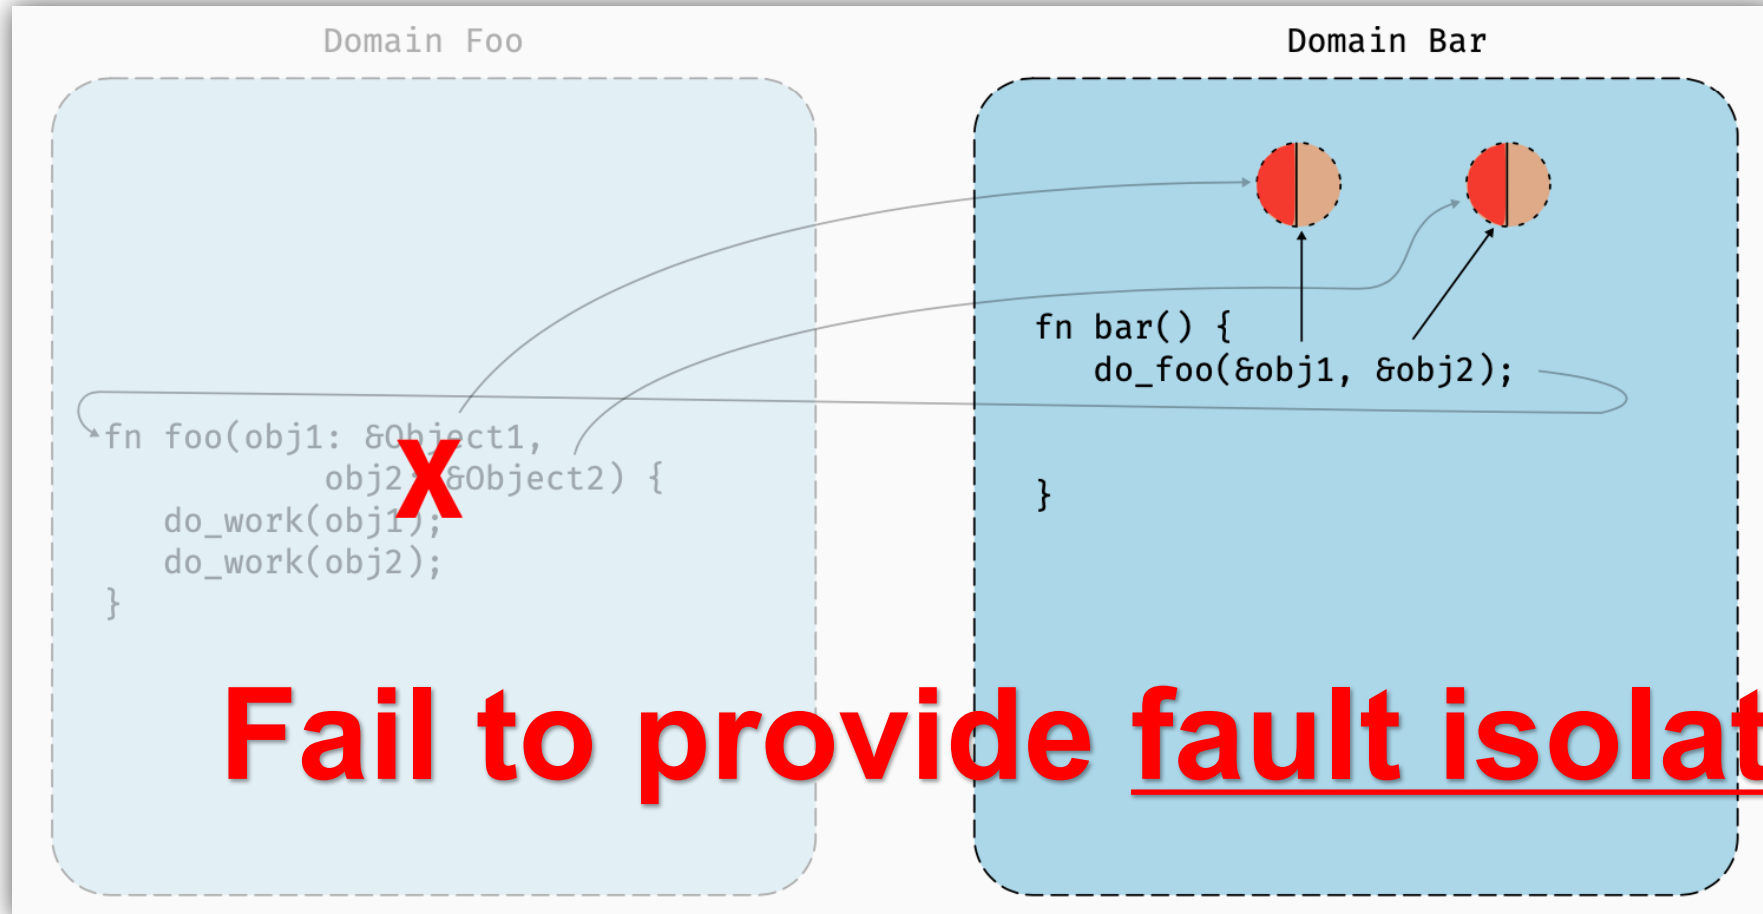 Domain Foo
Domain Bar
fn bar() {
do_foo(&obj1, &obj2);
}
fn foo(obj1: &Object1,
obj2: &Object2) {
do_work(obj1);
do_work(obj2);
}
X
Fail to provide fault isolat